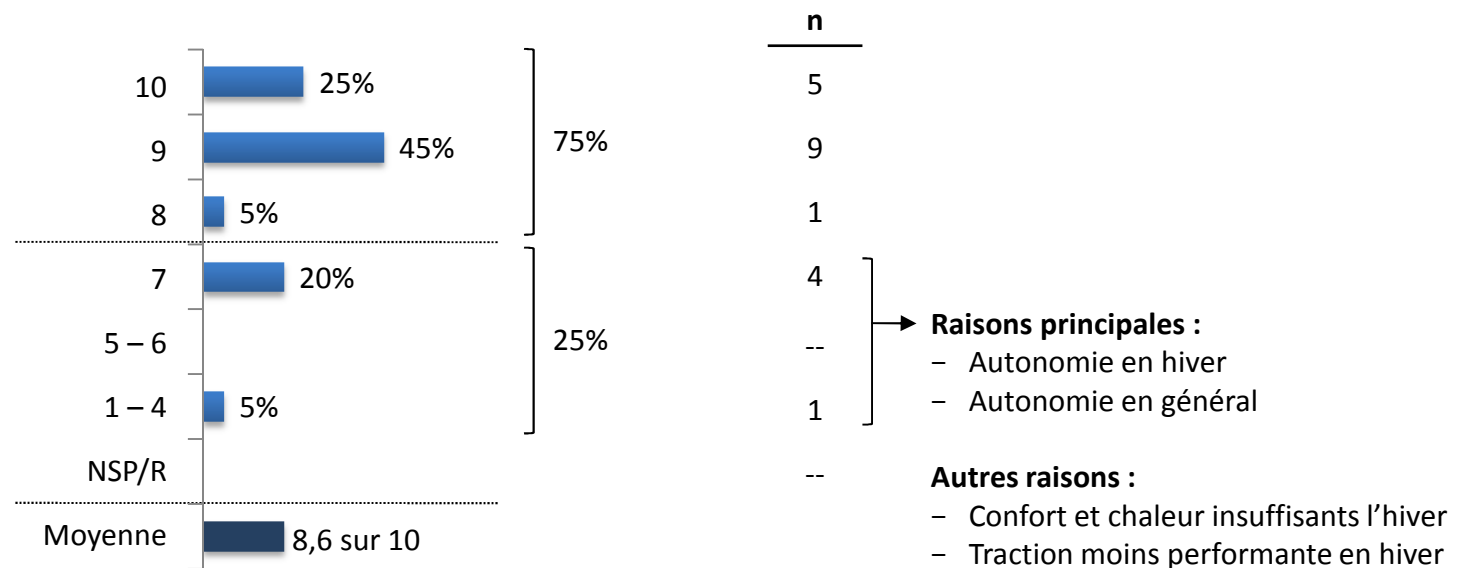 n
10 25% 5
9 45% 75% 9
8 5% 1
7 20% 4
Raisons principales :
5 – 6 25% --
– Autonomie en hiver
1 – 4 5% 1
– Autonomie en général
NSP/R --
Autres raisons :
– Confort et chaleur insuffisants l'hiver
Moyenne 8,6 sur 10
– Traction moins performante en hiver